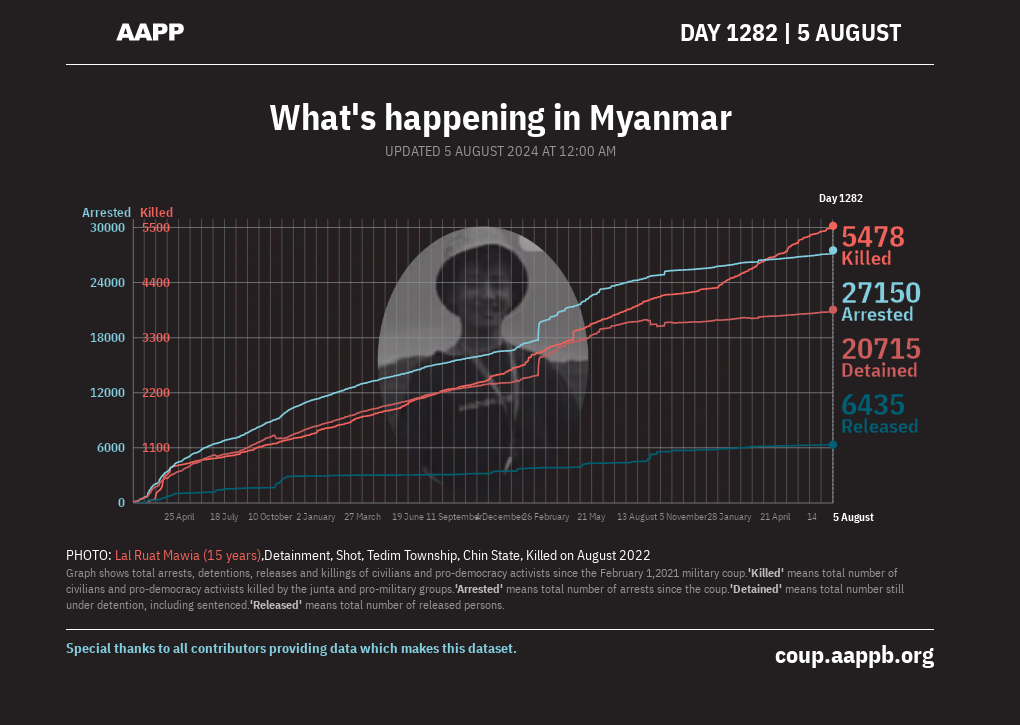 AAPP
DAY 1282 | 5 AUGUST
What's happening in Myanmar
UPDATED 5 AUGUST 2024 AT 12:00 AM
Day 1282
Arrested Killed
30000 5500
24000 4400
18000 3300
12000 2200
6000 1100
0
5478
Killed
27150
Arrested
20715
Detained
6435
Released
25 April 18 July 10 October 2 January 27 March 19 June 11 September 4 December 26 February 21 May 13 August 5 November 28 January 21 April 14 5 August
PHOTO: Lal Ruat Mawia (15 years),Detainment, Shot, Tedim Township, Chin State, Killed on August 2022
Graph shows total arrests, detentions, releases and killings of civilians and pro-democracy activists since the February 1,2021 military coup.'Killed' means total number of
civilians and pro-democracy activists killed by the junta and pro-military groups.'Arrested' means total number of arrests since the coup.'Detained' means total number still
under detention, including sentenced.'Released' means total number of released persons.
Special thanks to all contributors providing data which makes this dataset.
coup.aappb.org